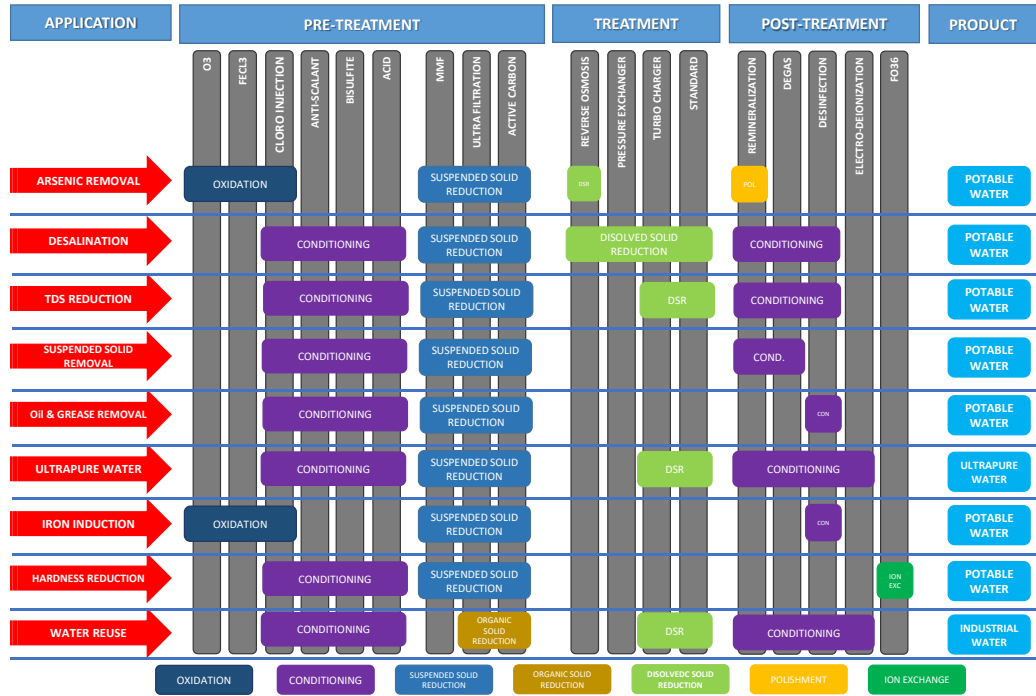 APPLICATION
PRE-TREATMENT
TREATMENT
POST-TREATMENT
PRODUCT
O3
FECL3
CLORO INJECTION
ANTI-SCALANT
BISULFITE
ACID
MMF
ULTRA FILTRATION
ACTIVE CARBON
REVERSE OSMOSIS
PRESSURE EXCHANGER
TURBO CHARGER
STANDARD
REMINERALIZATION
DEGAS
DESINFECTION
ELECTRO-DEIONIZATION
FO36
ARSENIC REMOVAL
OXIDATION
SUSPENDED SOLID
REDUCTION
DSR
POL
POTABLE
WATER
DESALINATION
CONDITIONING
SUSPENDED SOLID
REDUCTION
DISOLVED SOLID
REDUCTION
CONDITIONING
POTABLE
WATER
TDS REDUCTION
CONDITIONING
SUSPENDED SOLID
REDUCTION
DSR
CONDITIONING
POTABLE
WATER
SUSPENDED SOLID
REMOVAL
CONDITIONING
SUSPENDED SOLID
REDUCTION
COND.
POTABLE
WATER
Oil & GREASE REMOVAL
CONDITIONING
SUSPENDED SOLID
REDUCTION
CON
POTABLE
WATER
ULTRAPURE WATER
CONDITIONING
SUSPENDED SOLID
REDUCTION
DSR
CONDITIONING
ULTRAPURE
WATER
IRON INDUCTION
OXIDATION
SUSPENDED SOLID
REDUCTION
CON
POTABLE
WATER
HARDNESS REDUCTION
CONDITIONING
SUSPENDED SOLID
REDUCTION
ION
EXC
POTABLE
WATER
WATER REUSE
CONDITIONING
ORGANIC
SOLID
REDUCTION
DSR
CONDITIONING
INDUSTRIAL
WATER
OXIDATION
CONDITIONING
SUSPENDED SOLID
REDUCTION
ORGANIC SOLID
REDUCTION
DISOLVEDC SOLID
REDUCTION
POLISHMENT
ION EXCHANGE